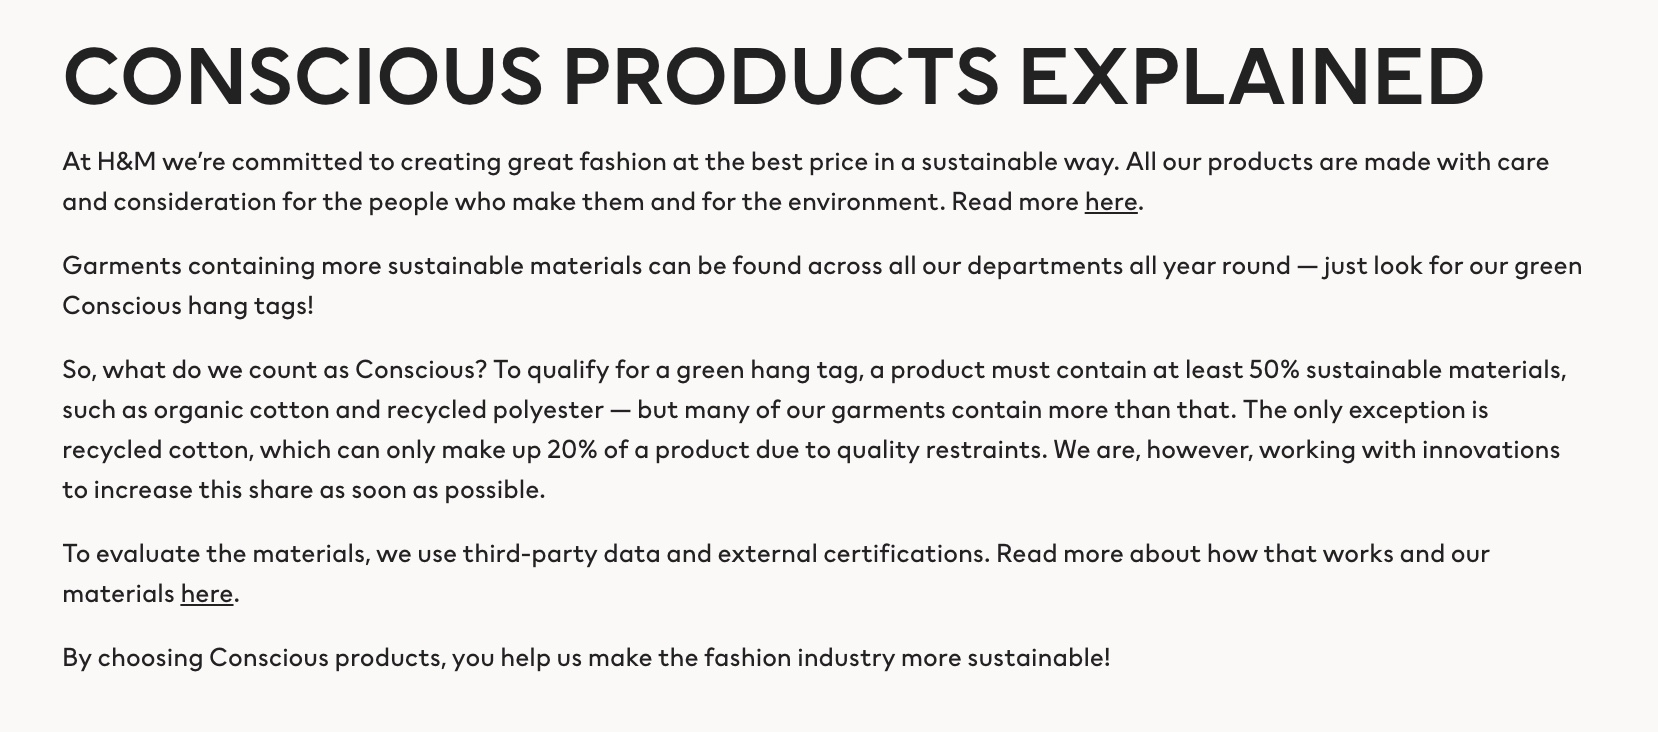 CONSCIOUS PRODUCTS EXPLAINED
At H&M we’re committed to creating great fashion at the best price in a sustainable way. All our products are made with care
and consideration for the people who make them and for the environment. Read more here.
Garments containing more sustainable materials can be found across all our departments all year round — just look for our green
Conscious hang tags!
So, what do we count as Conscious? To qualify for a green hang tag, a product must contain at least 50% sustainable materials,
such as organic cotton and recycled polyester — but many of our garments contain more than that. The only exception is
recycled cotton, which can only make up 20% of a product due to quality restraints. We are, however, working with innovations
to increase this share as soon as possible.
To evaluate the materials, we use third-party data and external certifications. Read more about how that works and our
materials here.
By choosing Conscious products, you help us make the fashion industry more sustainable!